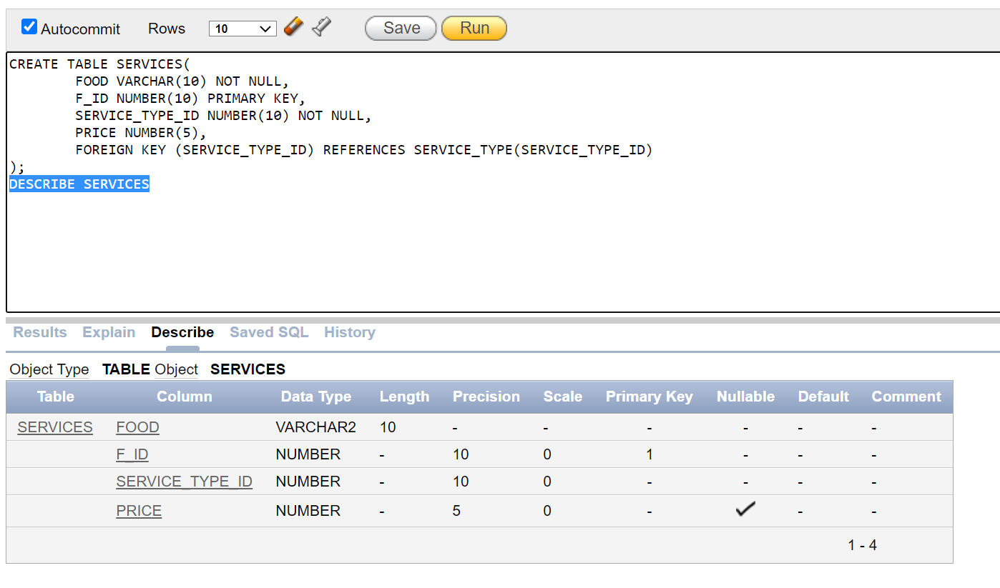 Autocommit Rows 10 Save Run
CREATE TABLE SERVICES(
FOOD VARCHAR(10) NOT NULL,
F_ID NUMBER(10) PRIMARY KEY,
SERVICE_TYPE_ID NUMBER(10) NOT NULL,
PRICE NUMBER(5),
FOREIGN KEY (SERVICE_TYPE_ID) REFERENCES SERVICE_TYPE(SERVICE_TYPE_ID)
);
DESCRIBE SERVICES
Results Explain Describe Saved SQL History
Object Type TABLE Object SERVICES
Table Column Data Type Length Precision Scale Primary Key Nullable Default Comment
SERVICES FOOD VARCHAR2 10 - - - - - -
F_ID NUMBER - 10 0 1 - - -
SERVICE_TYPE_ID NUMBER - 10 0 - - - -
PRICE NUMBER - 5 0 - ✓ - -
1 - 4